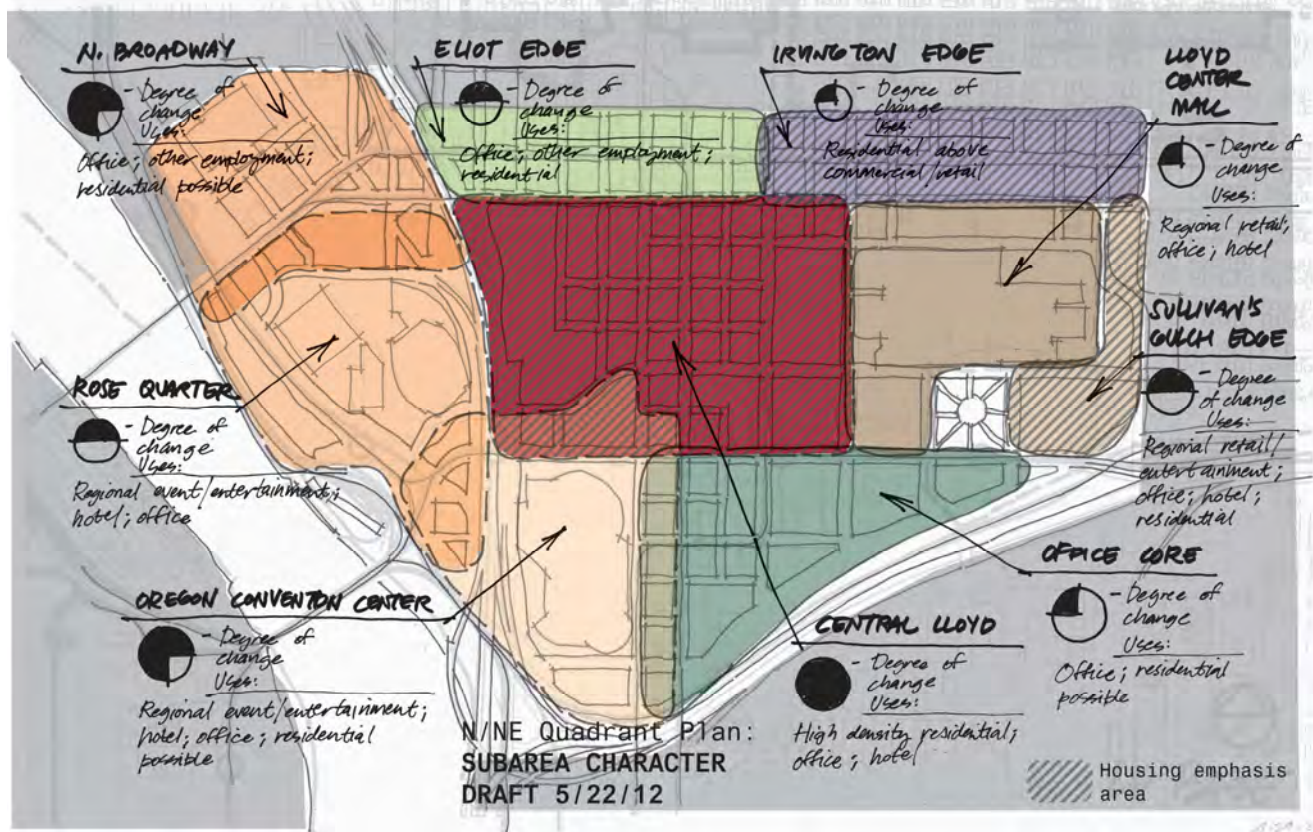 N. BROADWAY
- Degree of
change
Uses:
Office; other employment;
residential possible
ELIOT EDGE
- Degree of
change
Uses:
Office; other employment;
residential
IRVINGTON EDGE
- Degree of
change
Uses:
Residential above
commercial/retail
LLOYD
CENTER
MALL
- Degree of
change
Uses:
Regional retail;
office; hotel
SULLIVAN'S
GULCH EDGE
- Degree
of change
Uses:
Regional retail/
entertainment;
office; hotel;
residential
ROSE QUARTER
- Degree of
change
Uses:
Regional event/entertainment;
hotel; office
OREGON CONVENTON CENTER
- Degree of
change
Uses:
Regional event/entertainment;
hotel; office; residential
possible
CENTRAL LLOYD
- Degree of
change
Uses:
High density residential;
office; hotel
OFFICE CORE
- Degree of
change
Uses:
Office; residential
possible
N/NE Quadrant Plan:
SUBAREA CHARACTER
DRAFT 5/22/12
Housing emphasis
area